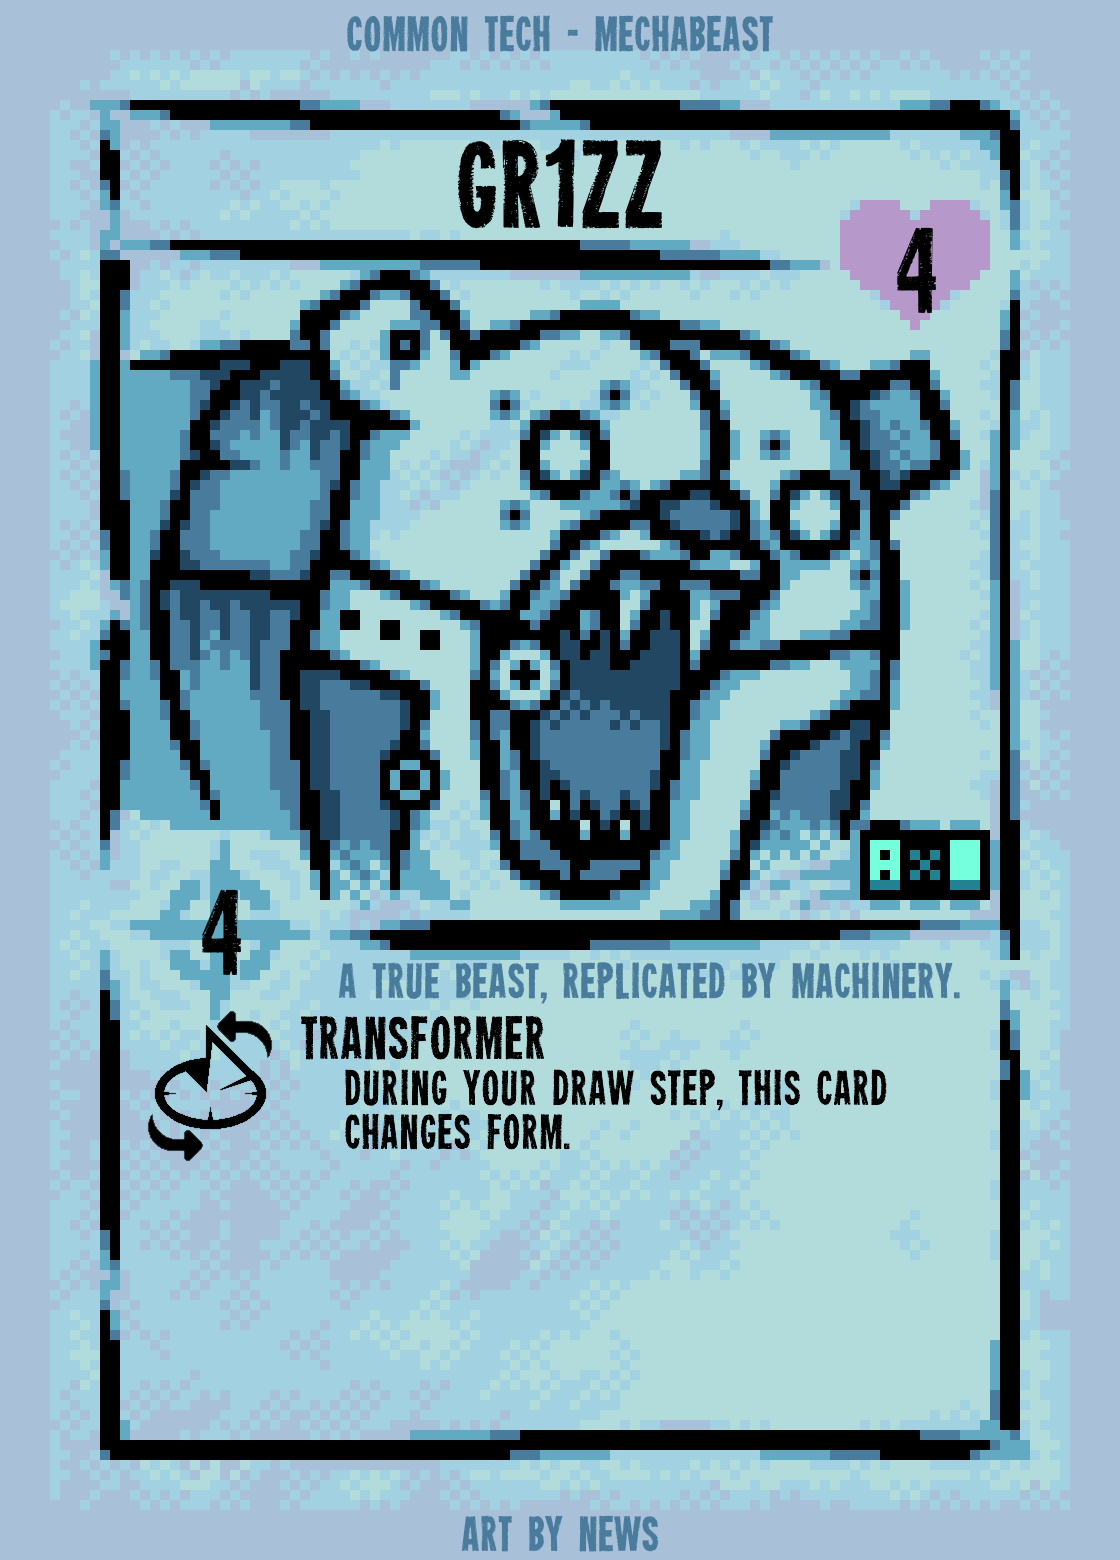 COMMON TECH - MECHABEAST
GR1ZZ
4
4
A TRUE BEAST, REPLICATED BY MACHINERY.
TRANSFORMER
DURING YOUR DRAW STEP, THIS CARD
CHANGES FORM.
ART BY NEWS